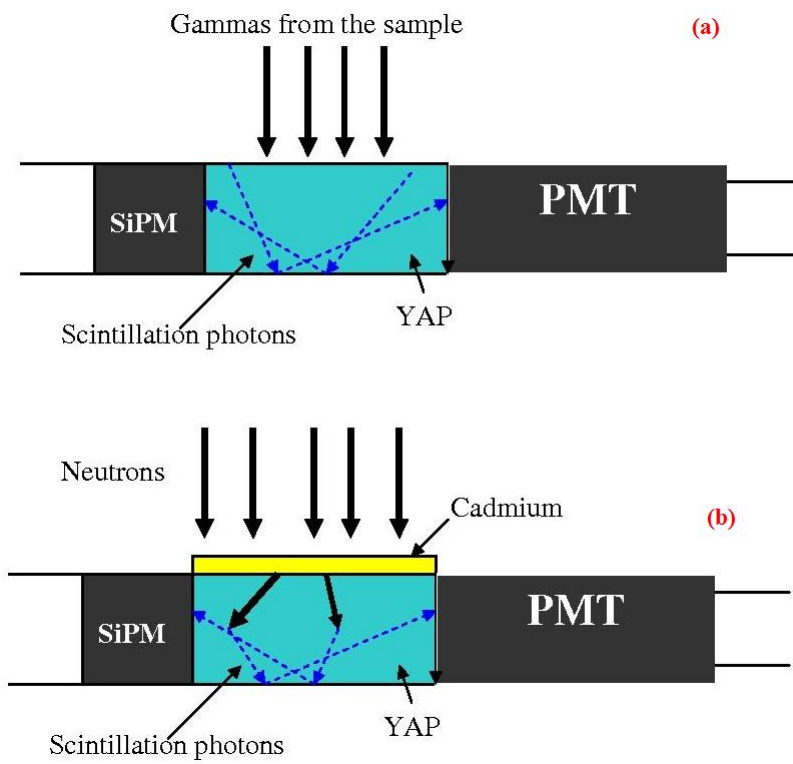 Gammas from the sample
(a)
SiPM
PMT
Scintillation photons
YAP
Neutrons
Cadmium
(b)
SiPM
PMT
YAP
Scintillation photons